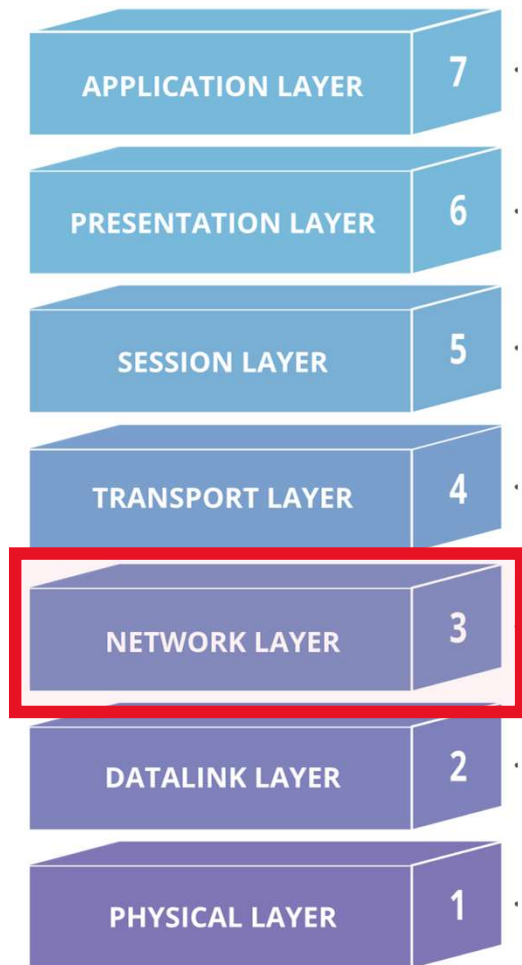 APPLICATION LAYER 7
PRESENTATION LAYER 6
SESSION LAYER 5
TRANSPORT LAYER 4
NETWORK LAYER 3
DATALINK LAYER 2
PHYSICAL LAYER 1